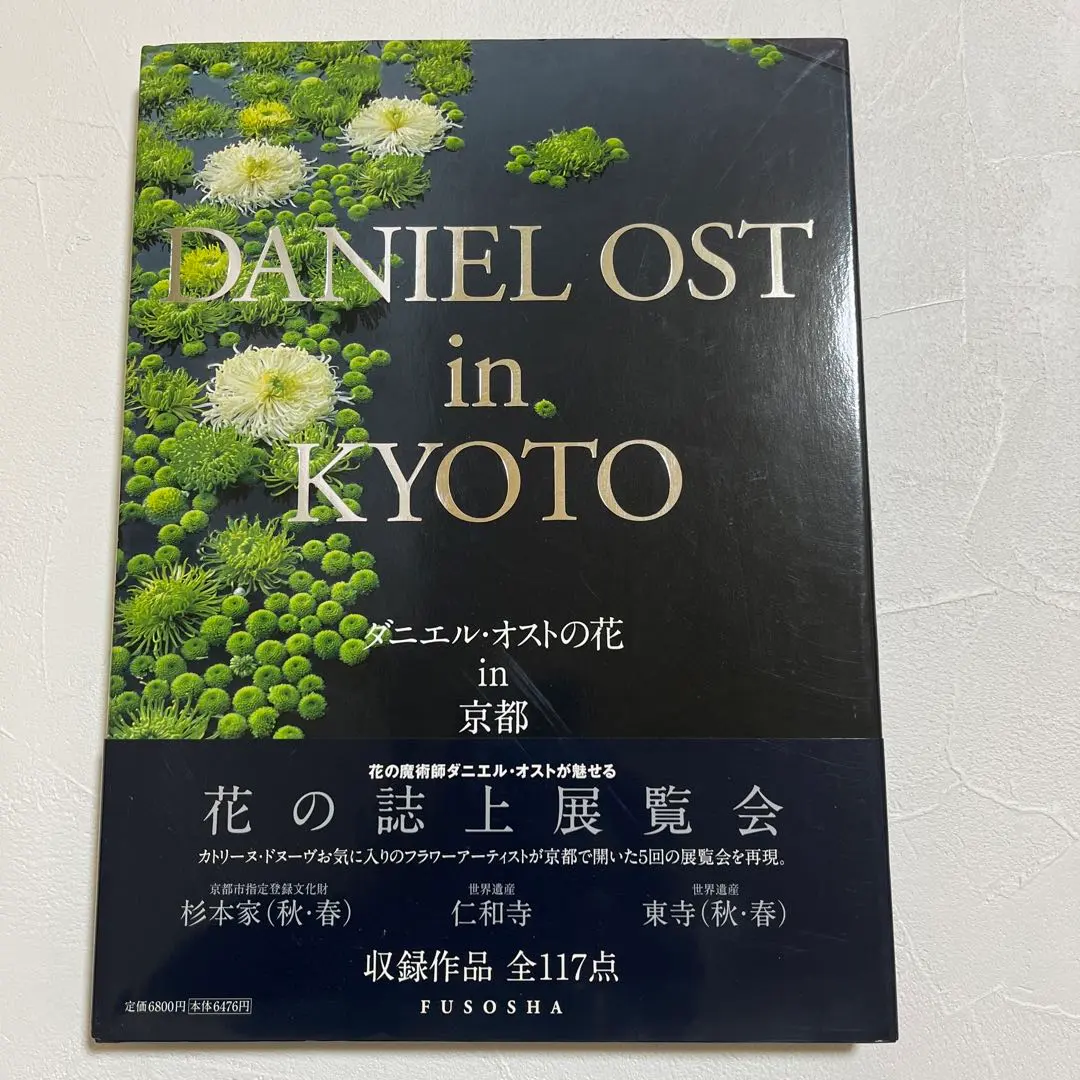 DANIEL OST
in
KYOTO
ダニエル・オストの花
in
京都
花の魔術師ダニエル・オストが魅せる
花の誌上展覧会
カトリーヌ・ドヌーヴお気に入りのフラワーアーティストが京都で開いた5回の展覧会を再現。
京都市指定登録文化財 世界遺産 世界遺産
杉本家(秋・春) 仁和寺 東寺(秋・春)
収録作品 全117点
定価6800円 本体6476円
FUSOSHA